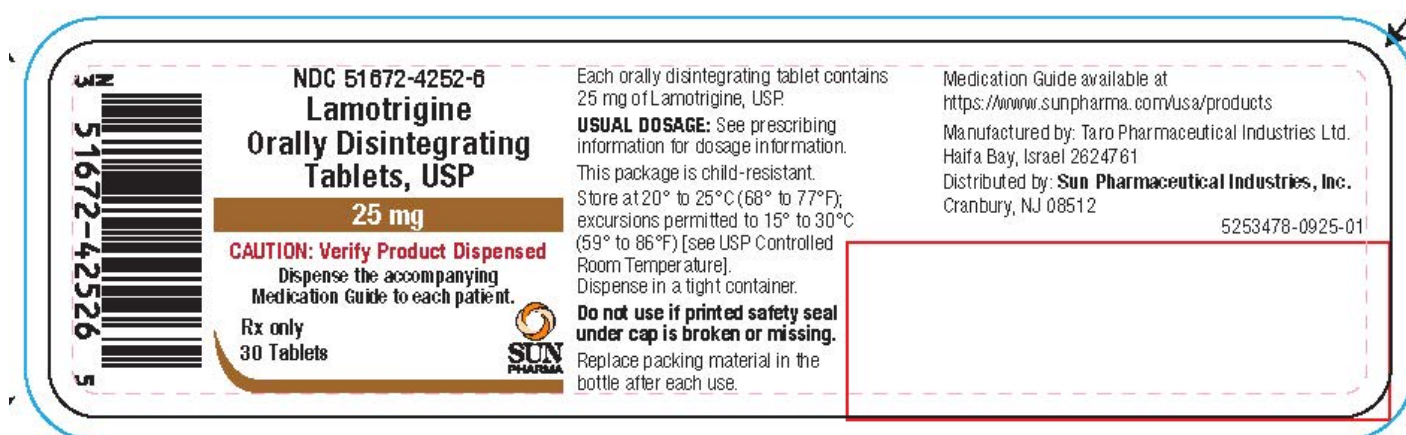 N
3
51672-42526
5
NDC 51672-4252-6
Lamotrigine
Orally Disintegrating
Tablets, USP
25 mg
CAUTION: Verify Product Dispensed
Dispense the accompanying
Medication Guide to each patient.
Rx only
30 Tablets
SUN
PHARMA
Each orally disintegrating tablet contains
25 mg of Lamotrigine, USP.
USUAL DOSAGE: See prescribing
information for dosage information.
This package is child-resistant.
Store at 20° to 25°C (68° to 77°F);
excursions permitted to 15° to 30°C
(59° to 86°F) [see USP Controlled
Room Temperature].
Dispense in a tight container.
Do not use if printed safety seal
under cap is broken or missing.
Replace packing material in the
bottle after each use.
Medication Guide available at
https://www.sunpharma.com/usa/products
Manufactured by: Taro Pharmaceutical Industries Ltd.
Haifa Bay, Israel 2624761
Distributed by: Sun Pharmaceutical Industries, Inc.
Cranbury, NJ 08512
5253478-0925-01